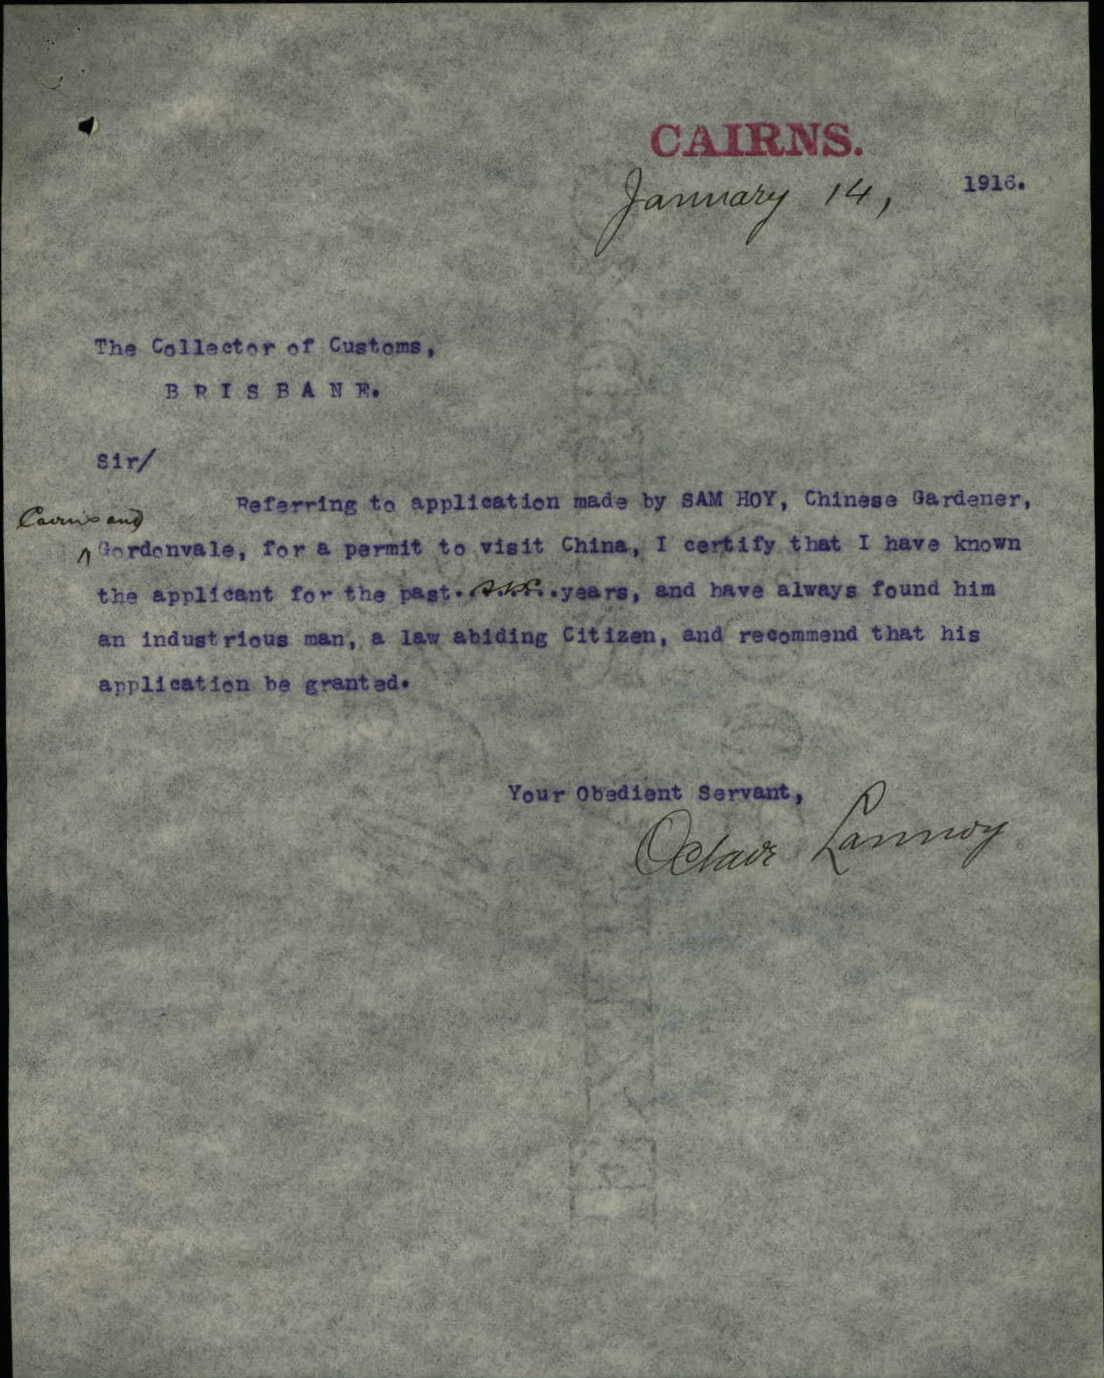 CAIRNS.
January 14, 1916.
The Collector of Customs,
B R I S B A N E.
Sir/
Referring to application made by SAM HOY, Chinese Gardener,
Cairns and
^ Gordonvale, for a permit to visit China, I certify that I have known
the applicant for the past. six. .years, and have always found him
an industrious man, a law abiding Citizen, and recommend that his
application be granted.
Your Obedient Servant,
Octave Lannoy